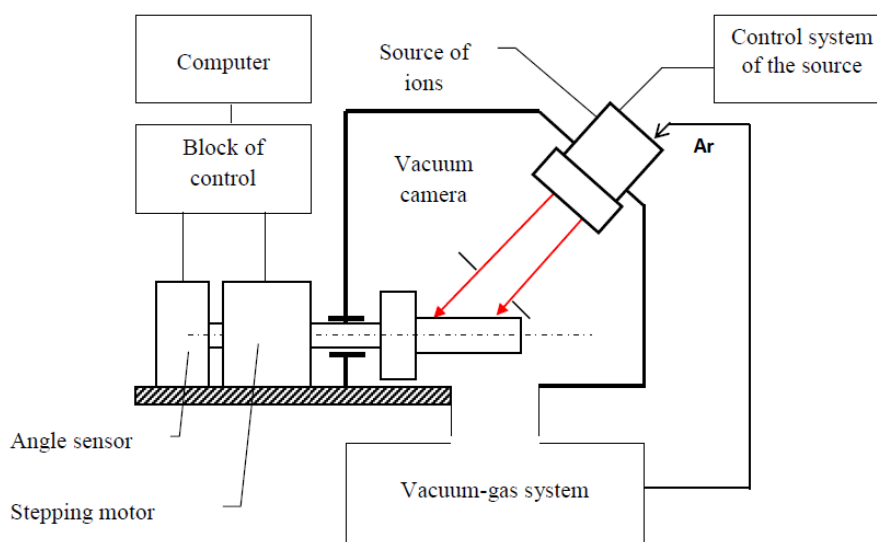 Computer
Source of
ions
Control system
of the source
Block of
control
Vacuum
camera
Ar
Angle sensor
Stepping motor
Vacuum-gas system